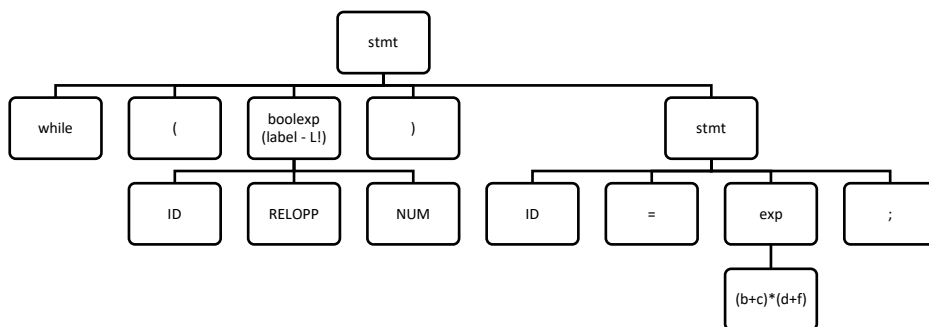 stmt
while
(
boolexp
(label - L!)
)
stmt
ID
RELOPP
NUM
ID
=
exp
;
(b+c)*(d+f)